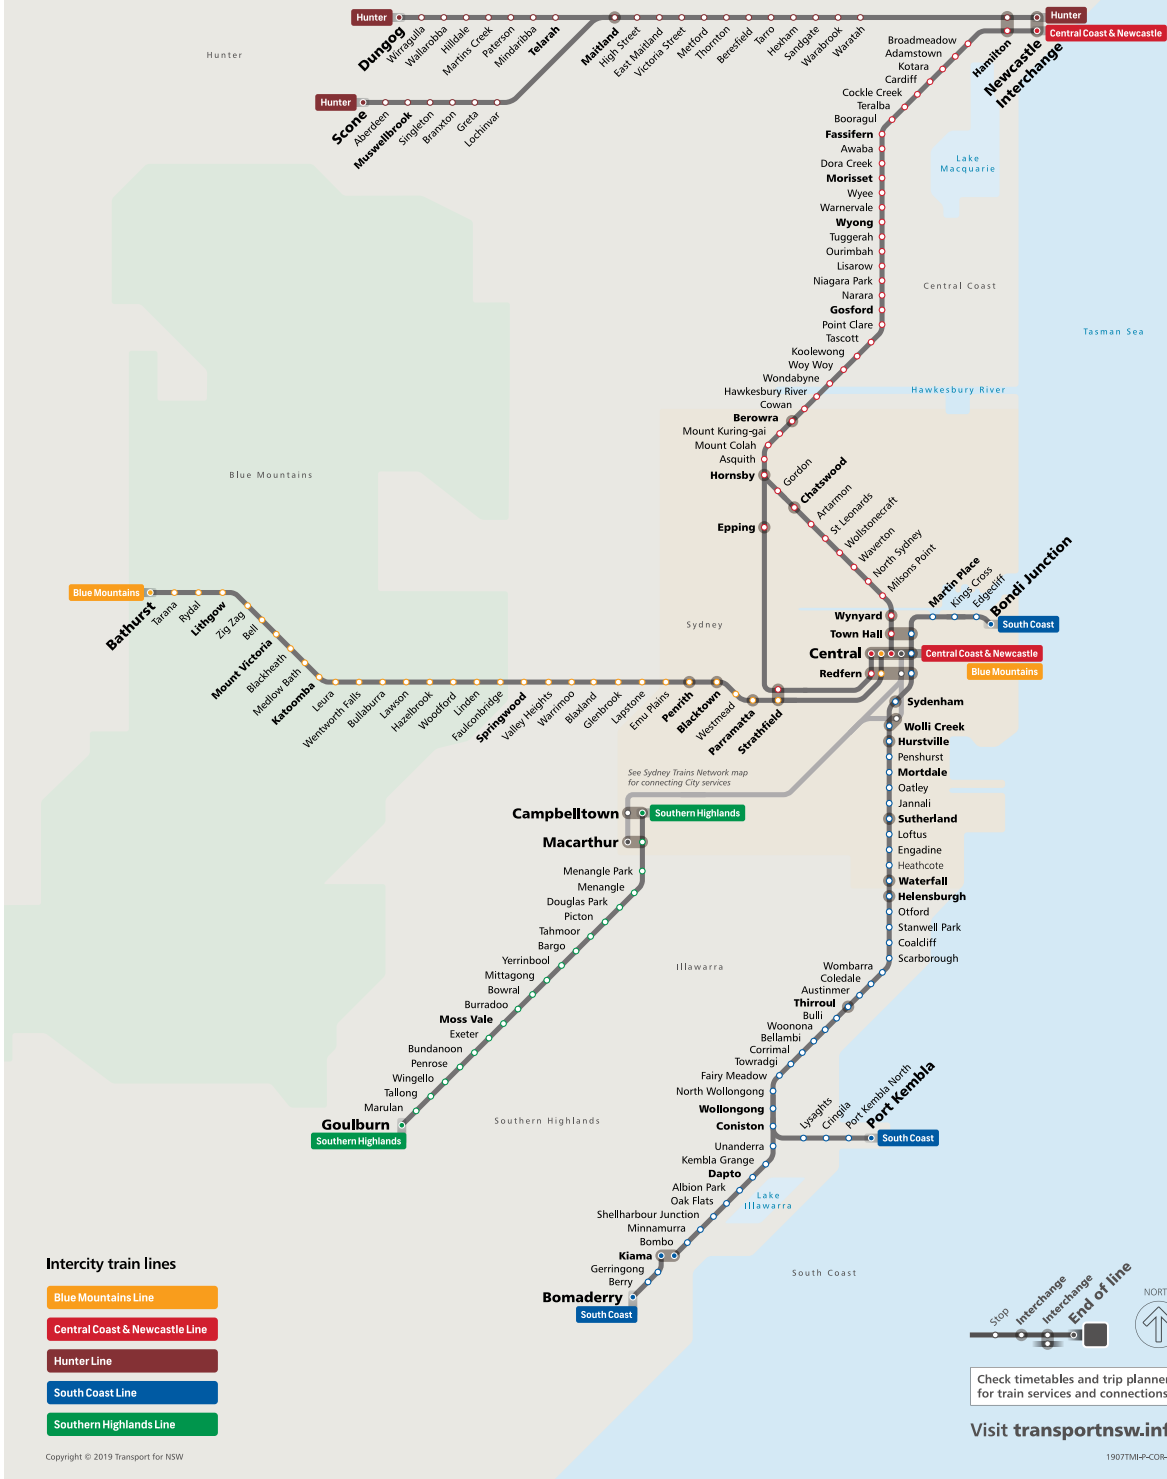 Hunter
Dungog
Wirragulla
Wallarobba
Hilldale
Martins Creek
Paterson
Mindaribba
Telarah
Maitland
High Street
East Maitland
Victoria Street
Metford
Thornton
Beresfield
Tarro
Hexham
Sandgate
Warabrook
Waratah
Hamilton
Newcastle
Interchange
Hunter
Central Coast & Newcastle
Hunter
Hunter
Scone
Aberdeen
Muswellbrook
Singleton
Branxton
Greta
Lochinvar
Broadmeadow
Adamstown
Kotara
Cardiff
Cockle Creek
Teralba
Booragul
Fassifern
Awaba
Dora Creek
Morisset
Wyee
Warnervale
Wyong
Tuggerah
Ourimbah
Lisarow
Niagara Park
Narara
Gosford
Point Clare
Tascott
Koolewong
Woy Woy
Wondabyne
Hawkesbury River
Cowan
Berowra
Mount Kuring-gai
Mount Colah
Asquith
Hornsby
Epping
Lake
Macquarie
Central Coast
Tasman Sea
Hawkesbury River
Gordon
Chatswood
Artarmon
St Leonards
Wollstonecraft
Waverton
North Sydney
Milsons Point
Wynyard
Town Hall
Central
Redfern
Martin Place
Kings Cross
Edgecliff
Bondi Junction
South Coast
Central Coast & Newcastle
Blue Mountains
Blue Mountains
Sydney
Blue Mountains
Bathurst
Tarana
Rydal
Lithgow
Zig Zag
Bell
Mount Victoria
Blackheath
Medlow Bath
Katoomba
Leura
Wentworth Falls
Bullaburra
Lawson
Hazelbrook
Woodford
Linden
Faulconbridge
Springwood
Valley Heights
Warrimoo
Blaxland
Glenbrook
Lapstone
Emu Plains
Penrith
Blacktown
Westmead
Parramatta
Strathfield
Sydenham
Wolli Creek
Hurstville
Penshurst
Mortdale
Oatley
Jannali
Sutherland
Loftus
Engadine
Heathcote
Waterfall
Helensburgh
Otford
Stanwell Park
Coalcliff
Scarborough
Wombarra
Coledale
Austinmer
Thirroul
Bulli
Woonona
Bellambi
Corrimal
Towradgi
Fairy Meadow
North Wollongong
Wollongong
Coniston
Lysaghts
Cringila
Port Kembla North
Port Kembla
South Coast
Unanderra
Kembla Grange
Dapto
Albion Park
Oak Flats
Shellharbour Junction
Minnamurra
Bombo
Kiama
Gerringong
Berry
Bomaderry
South Coast
Lake
Illawarra
South Coast
See Sydney Trains Network map
for connecting City services
Campbelltown
Southern Highlands
Macarthur
Menangle Park
Menangle
Douglas Park
Picton
Tahmoor
Bargo
Yerrinbool
Mittagong
Bowral
Burradoo
Moss Vale
Exeter
Bundanoon
Penrose
Wingello
Tallong
Marulan
Goulburn
Southern Highlands
Illawarra
Southern Highlands
Intercity train lines
Blue Mountains Line
Central Coast & Newcastle Line
Hunter Line
South Coast Line
Southern Highlands Line
Copyright © 2019 Transport for NSW
Stop
Interchange
Interchange
End of line
NORT
Check timetables and trip planner
for train services and connections
Visit transportnsw.inf
1907TMI-P-COR-